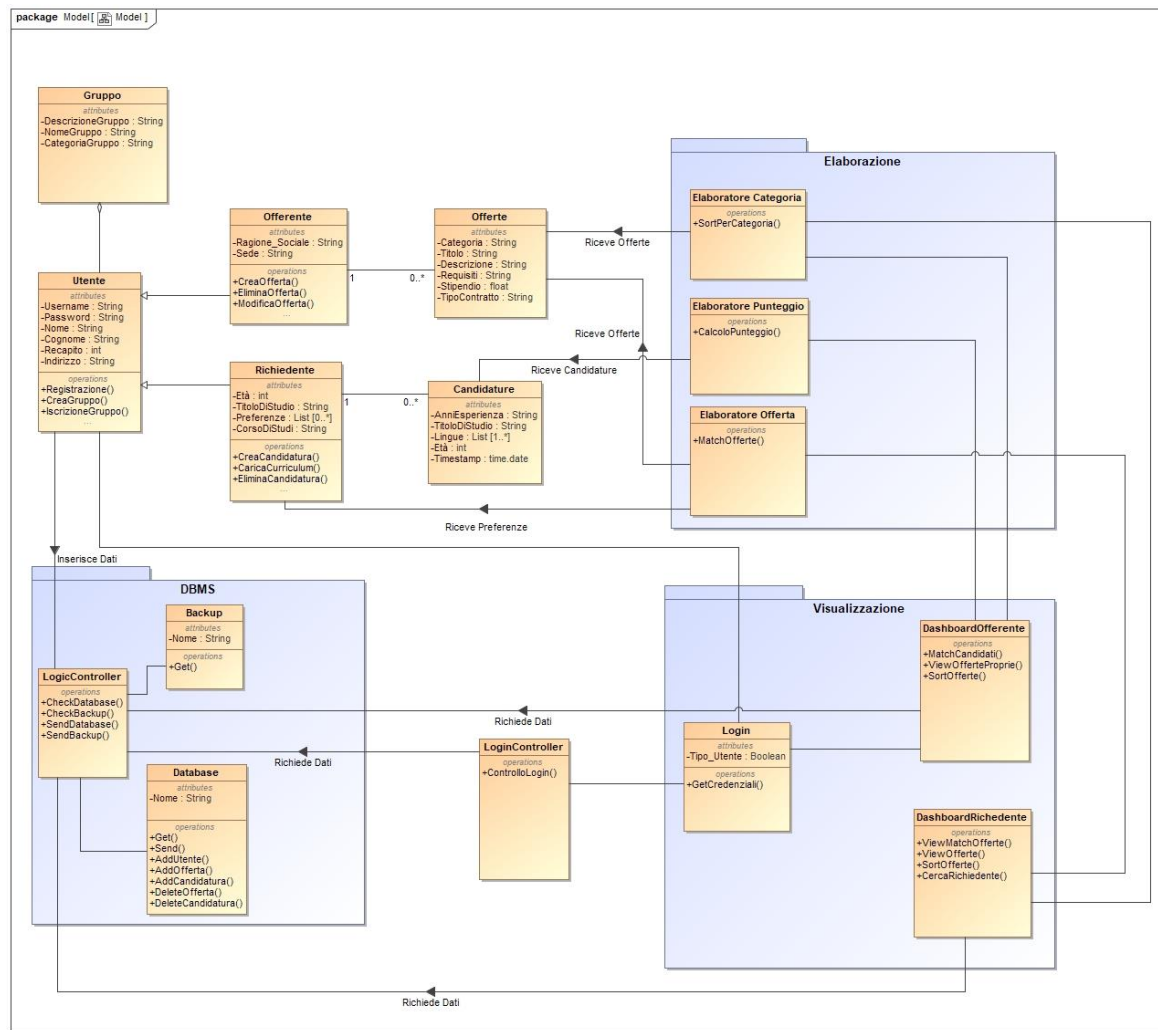 package Model [ Model ]
Gruppo
attributes
-DescrizioneGruppo : String
-NomeGruppo : String
-CategoriaGruppo : String
Utente
attributes
-Username : String
-Password : String
-Nome : String
-Cognome : String
-Recapito : int
-Indirizzo : String
operations
+Registrazione()
+CreaGruppo()
+IscrizioneGruppo()
...
Offerente
attributes
-Ragione_Sociale : String
-Sede : String
operations
+CreaOfferta()
+EliminaOfferta()
+ModificaOfferta()
...
1
0..*
Offerte
attributes
-Categoria : String
-Titolo : String
-Descrizione : String
-Requisiti : String
-Stipendio : float
-TipoContratto : String
Richiedente
attributes
-Età : int
-TitoloDiStudio : String
-Preferenze : List [0..*]
-CorsoDiStudi : String
operations
+CreaCandidatura()
+CaricaCurriculum()
+EliminaCandidatura()
...
1
0..*
Candidature
attributes
-AnniEsperienza : String
-TitoloDiStudio : String
-Lingue : List [1..*]
-Età : int
-Timestamp : time.date
Riceve Offerte
Riceve Offerte
Riceve Candidature
Riceve Preferenze
Elaborazione
Elaboratore Categoria
operations
+SortPerCategoria()
Elaboratore Punteggio
operations
+CalcoloPunteggio()
Elaboratore Offerta
operations
+MatchOfferte()
Inserisce Dati
DBMS
Backup
attributes
-Nome : String
operations
+Get()
LogicController
operations
+CheckDatabase()
+CheckBackup()
+SendDatabase()
+SendBackup()
Database
attributes
-Nome : String
operations
+Get()
+Send()
+AddUtente()
+AddOfferta()
+AddCandidatura()
+DeleteOfferta()
+DeleteCandidatura()
Richiede Dati
Richiede Dati
LoginController
operations
+ControlloLogin()
Visualizzazione
DashboardOfferente
operations
+MatchCandidati()
+ViewOfferteProprie()
+SortOfferte()
Login
attributes
-Tipo_Utente : Boolean
operations
+GetCredenziali()
DashboardRichedente
operations
+ViewMatchOfferte()
+ViewOfferte()
+SortOfferte()
+CercaRichiedente()
Richiede Dati